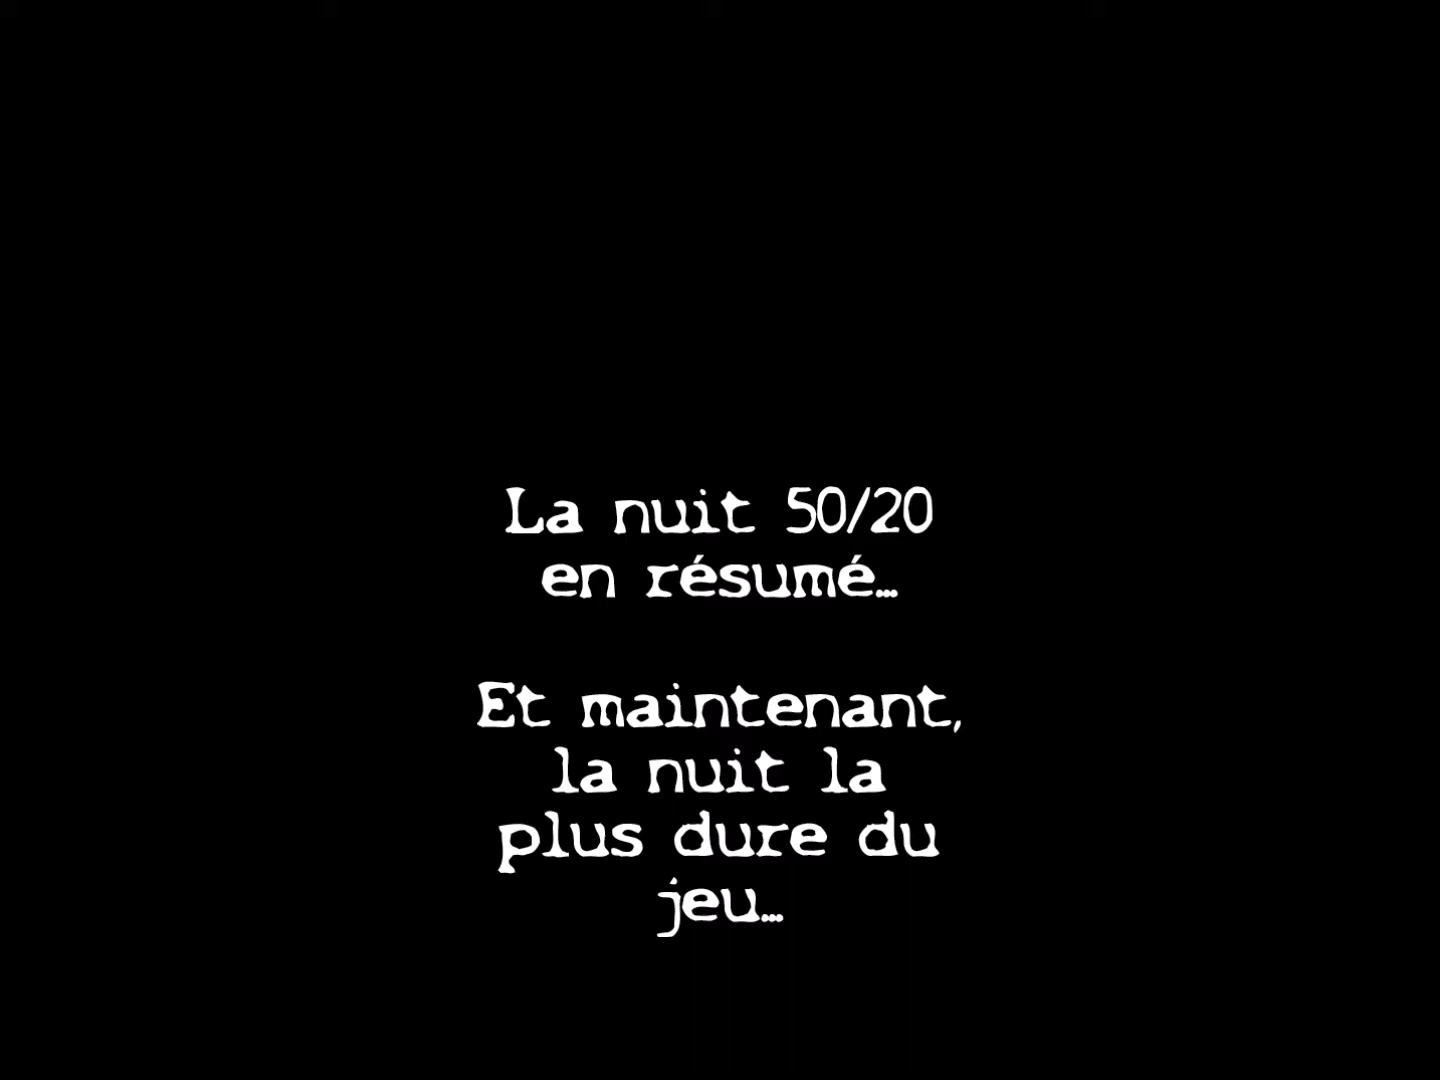 La nuit 50/20
en résumé...
Et maintenant,
la nuit la
plus dure du
jeu...